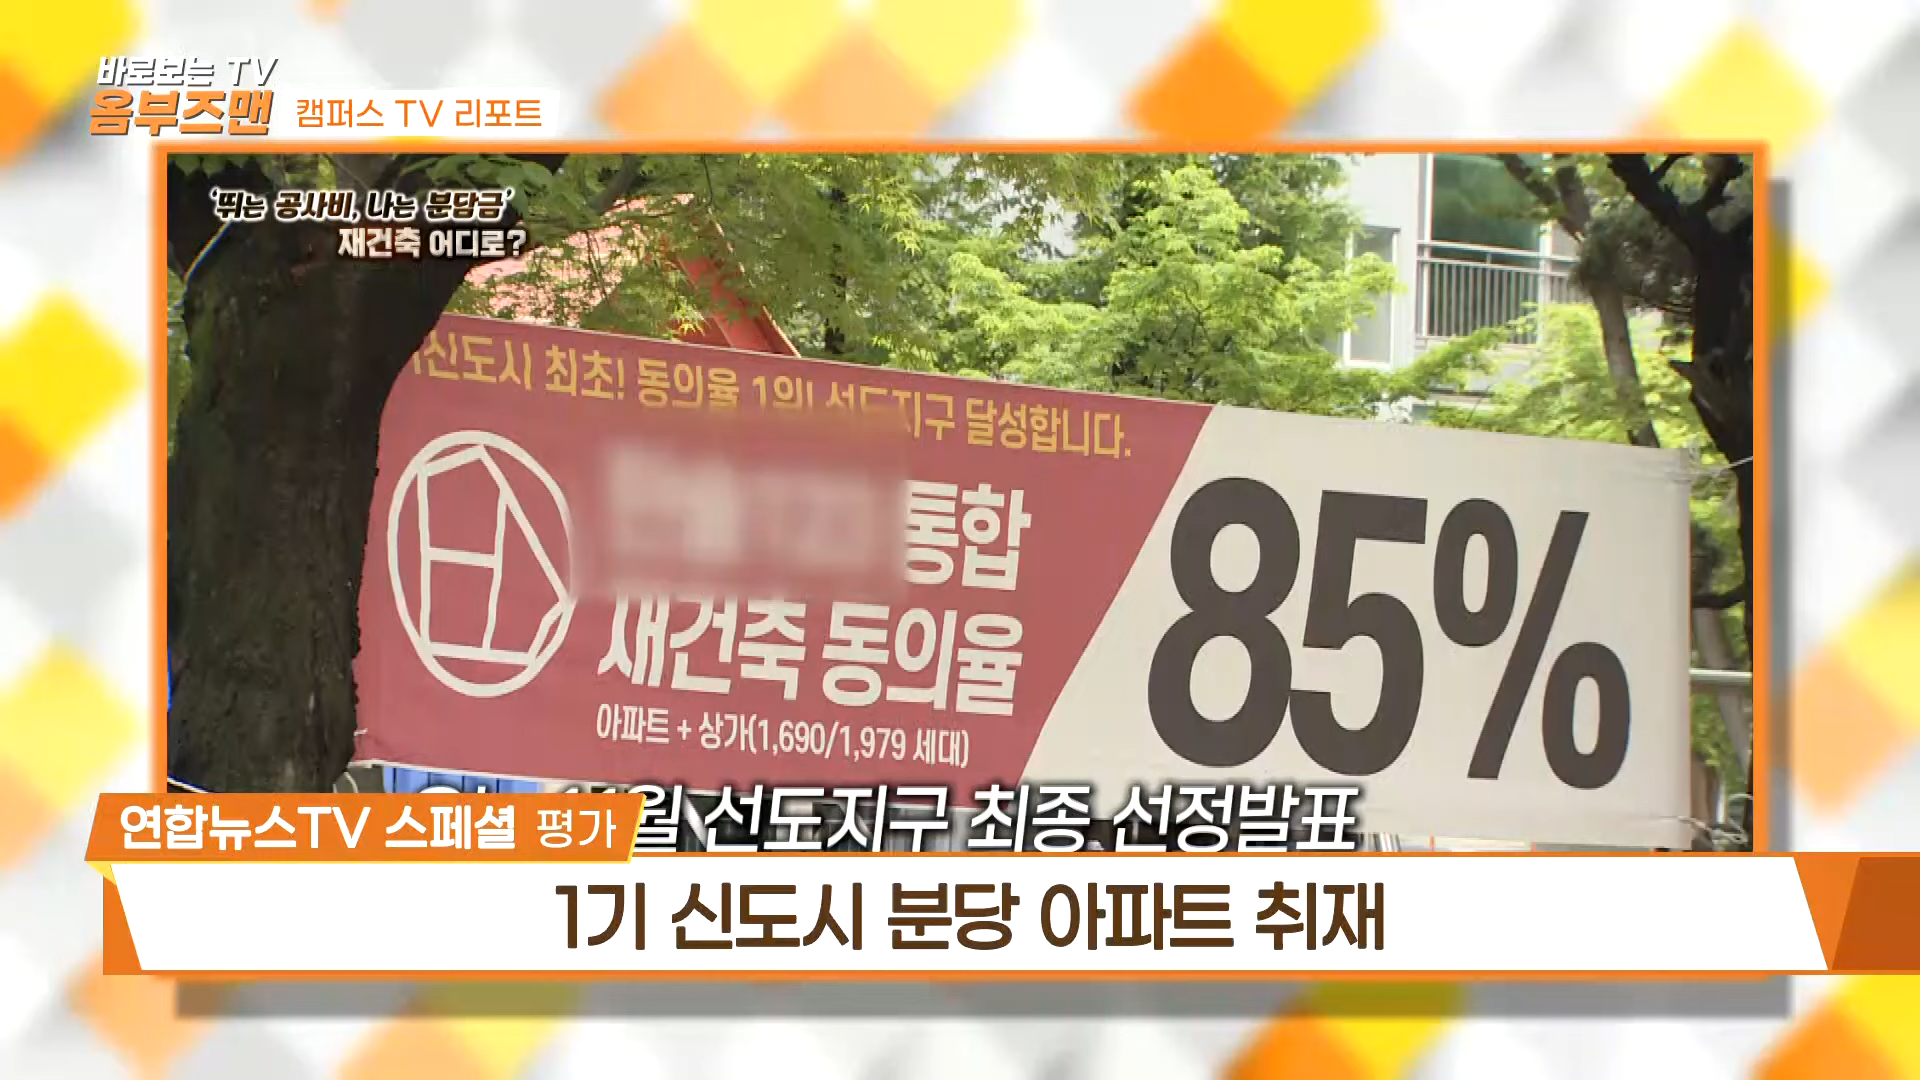 바로보는 TV
옴부즈맨 캠퍼스 TV 리포트
‘뛰는 공사비, 나는 분담금’
재건축 어디로?
신도시 최초! 동의율 1위! 선도지구 달성합니다.
통합
재건축 동의율
85%
아파트 + 상가(1,690/1,979 세대)
11월 선도지구 최종 선정발표
연합뉴스TV 스페셜 평가
1기 신도시 분당 아파트 취재